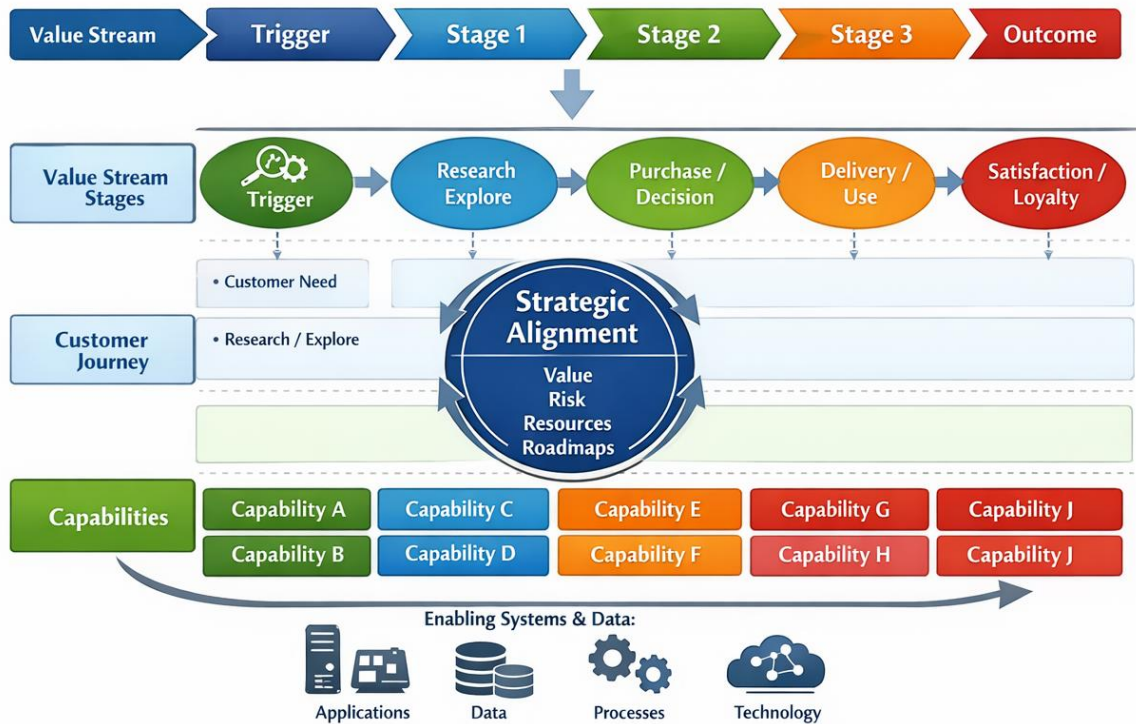 Value Stream
Trigger
Stage 1
Stage 2
Stage 3
Outcome
Value Stream
Stages
Trigger
Research
Explore
Purchase /
Decision
Delivery /
Use
Satisfaction /
Loyalty
• Customer Need
Customer
Journey
• Research / Explore
Strategic
Alignment
Value
Risk
Resources
Roadmaps
Capabilities
Capability A
Capability C
Capability E
Capability G
Capability J
Capability B
Capability D
Capability F
Capability H
Capability J
Enabling Systems & Data:
Applications
Data
Processes
Technology